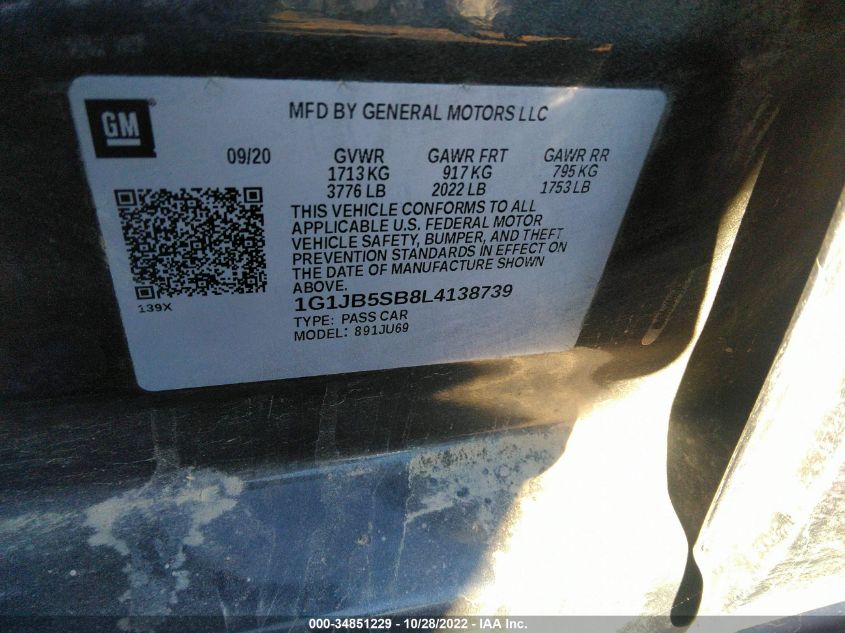 GM ®
MFD BY GENERAL MOTORS LLC
09/20 GVWR GAWR FRT GAWR RR
1713 KG 917 KG 795 KG
3776 LB 2022 LB 1753 LB
THIS VEHICLE CONFORMS TO ALL
APPLICABLE U.S. FEDERAL MOTOR
VEHICLE SAFETY, BUMPER, AND THEFT
PREVENTION STANDARDS IN EFFECT ON
THE DATE OF MANUFACTURE SHOWN
ABOVE.
139X
1G1JB5SB8L4138739
TYPE: PASS CAR
MODEL: 891JU69
000-34851229 - 10/28/2022 - IAA Inc.